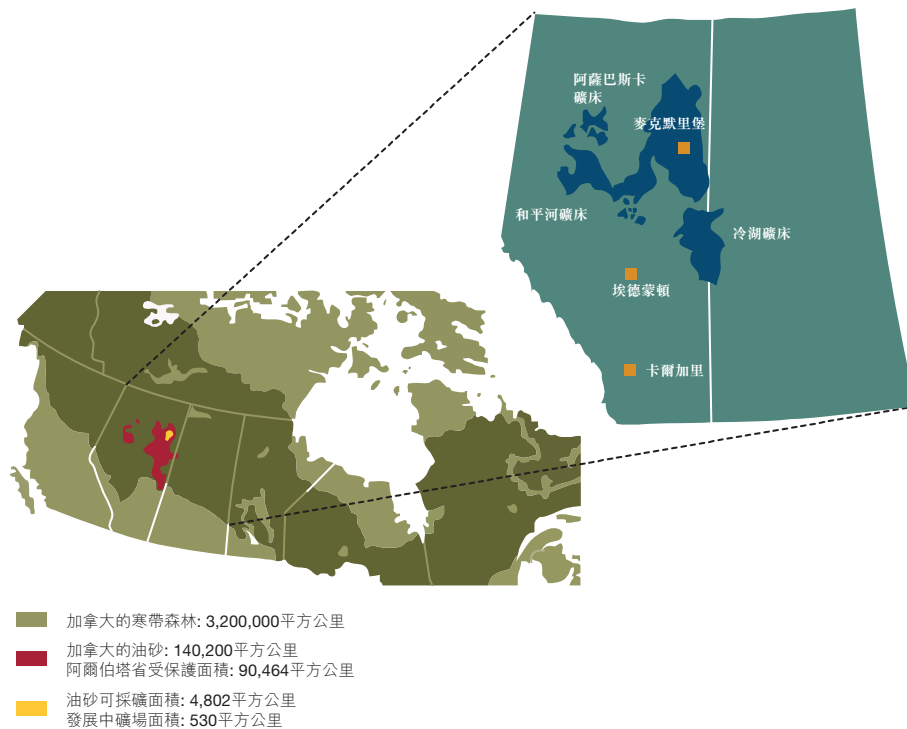 阿薩巴斯卡
礦床
麥克默里堡
和平河礦床
冷湖礦床
埃德蒙頓
卡爾加里
加拿大的寒帶森林: 3,200,000平方公里
加拿大的油砂: 140,200平方公里
阿爾伯塔省受保護面積: 90,464平方公里
油砂可採礦面積: 4,802平方公里
發展中礦場面積: 530平方公里